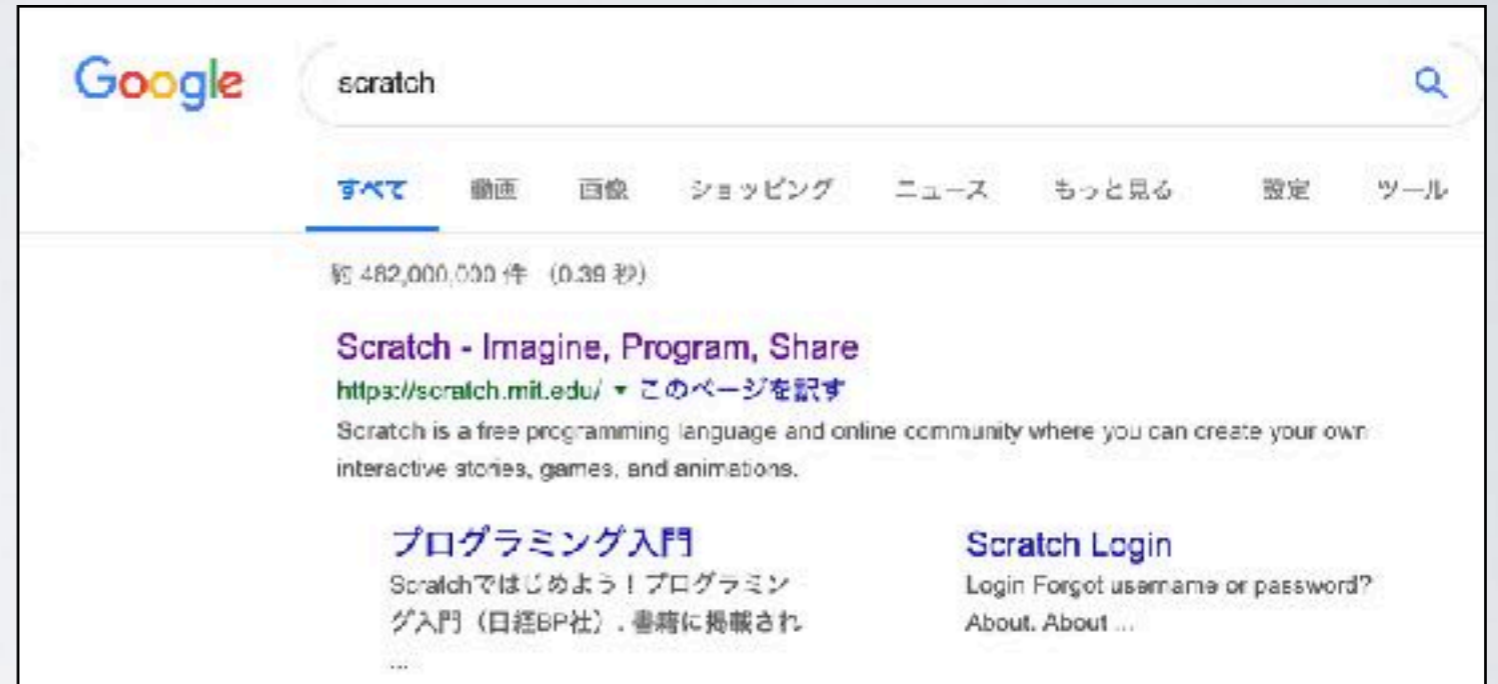 Google
scratch
すべて 動画 画像 ショッピング ニュース もっと見る 設定 ツール
約 482,000,000 件 (0.39 秒)
Scratch - Imagine, Program, Share
https://scratch.mit.edu/ ▼ このページを訳す
Scratch is a free programming language and online community where you can create your own
interactive stories, games, and animations.
プログラミング入門
Scratchではじめよう！プログラミン
グ入門（日経BP社）. 書籍に掲載され
...
Scratch Login
Login Forgot username or password?
About. About ...